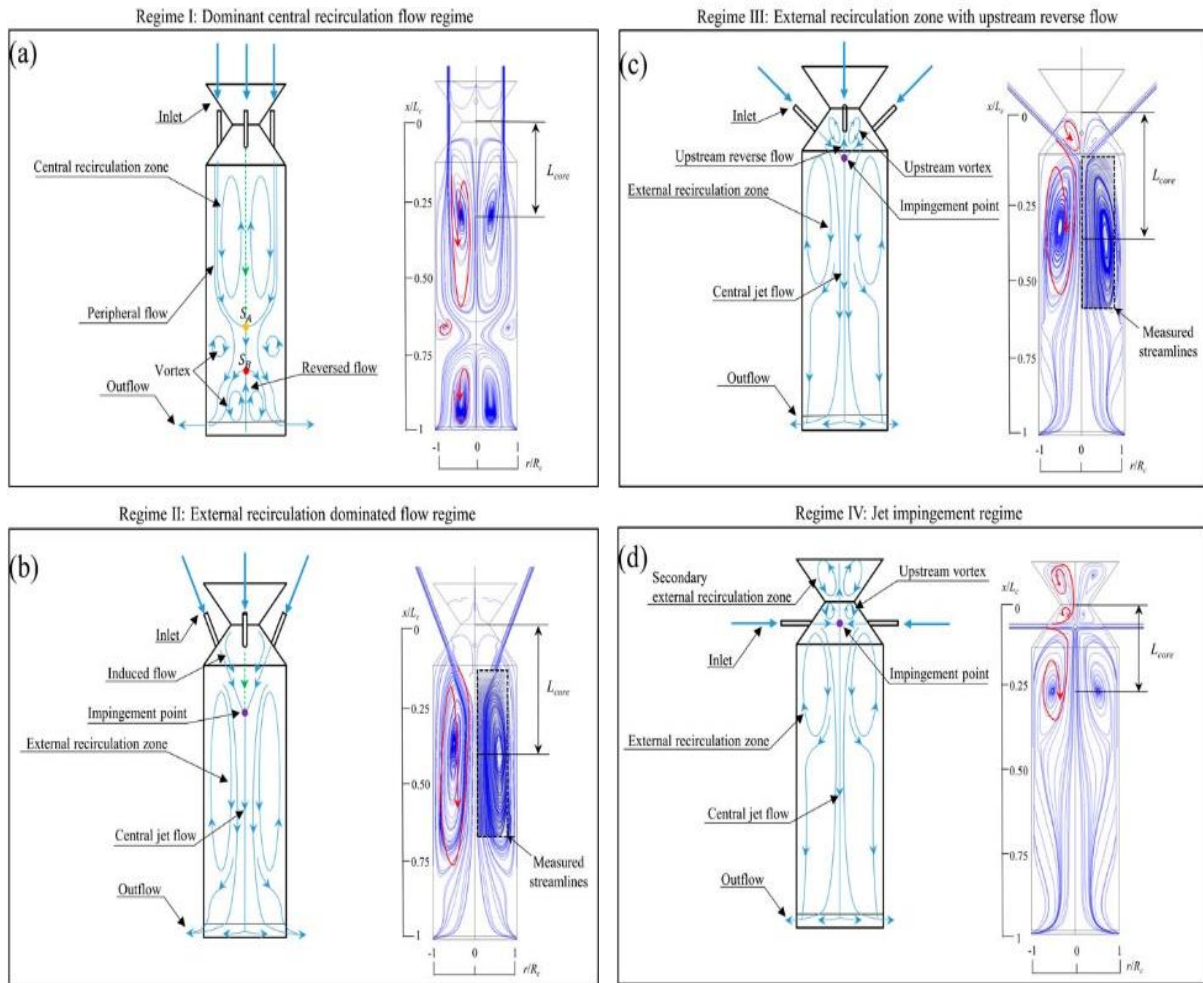 Regime I: Dominant central recirculation flow regime
(a)
Inlet
Central recirculation zone
Peripheral flow
S_A
S_B
Vortex
Reversed flow
Outflow
x/L_c
0
0.25
0.50
0.75
1
L_core
-1
0
1
r/R_c
Regime III: External recirculation zone with upstream reverse flow
(c)
Inlet
Upstream reverse flow
Upstream vortex
External recirculation zone
Impingement point
Central jet flow
Outflow
x/L_c
0
0.25
0.50
0.75
1
L_core
Measured
streamlines
-1
0
1
r/R_c
Regime II: External recirculation dominated flow regime
(b)
Inlet
Induced flow
Impingement point
External recirculation zone
Central jet flow
Outflow
x/L_c
0
0.25
0.50
0.75
1
L_core
Measured
streamlines
-1
0
1
r/R_c
Regime IV: Jet impingement regime
(d)
Secondary
external recirculation zone
Upstream vortex
Inlet
Impingement point
External recirculation zone
Central jet flow
Outflow
x/L_c
0
0.25
0.50
0.75
1
L_core
-1
0
1
r/R_c